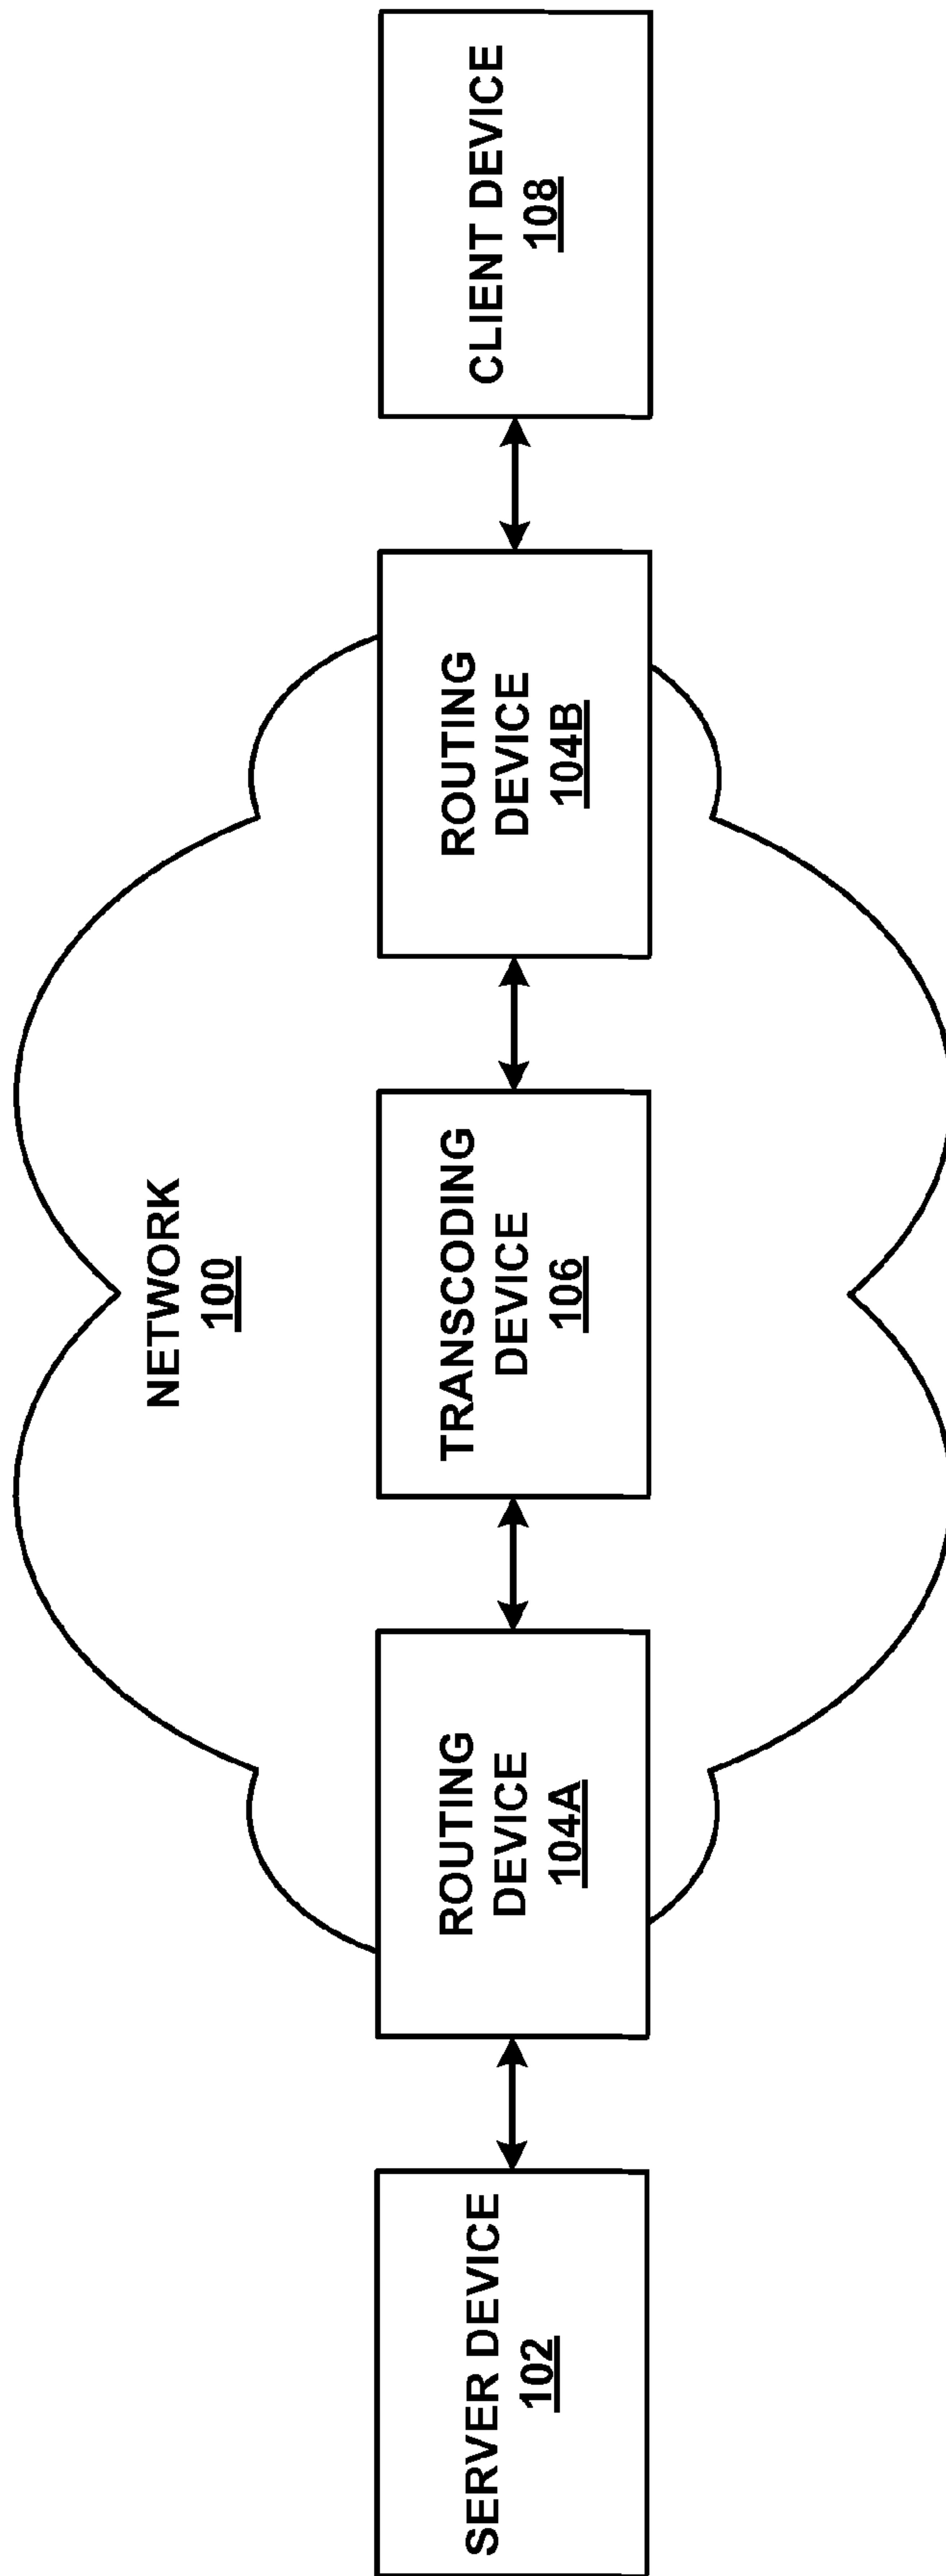 NETWORK
100
SERVER DEVICE
102
ROUTING
DEVICE
104A
TRANSCODING
DEVICE
106
ROUTING
DEVICE
104B
CLIENT DEVICE
108